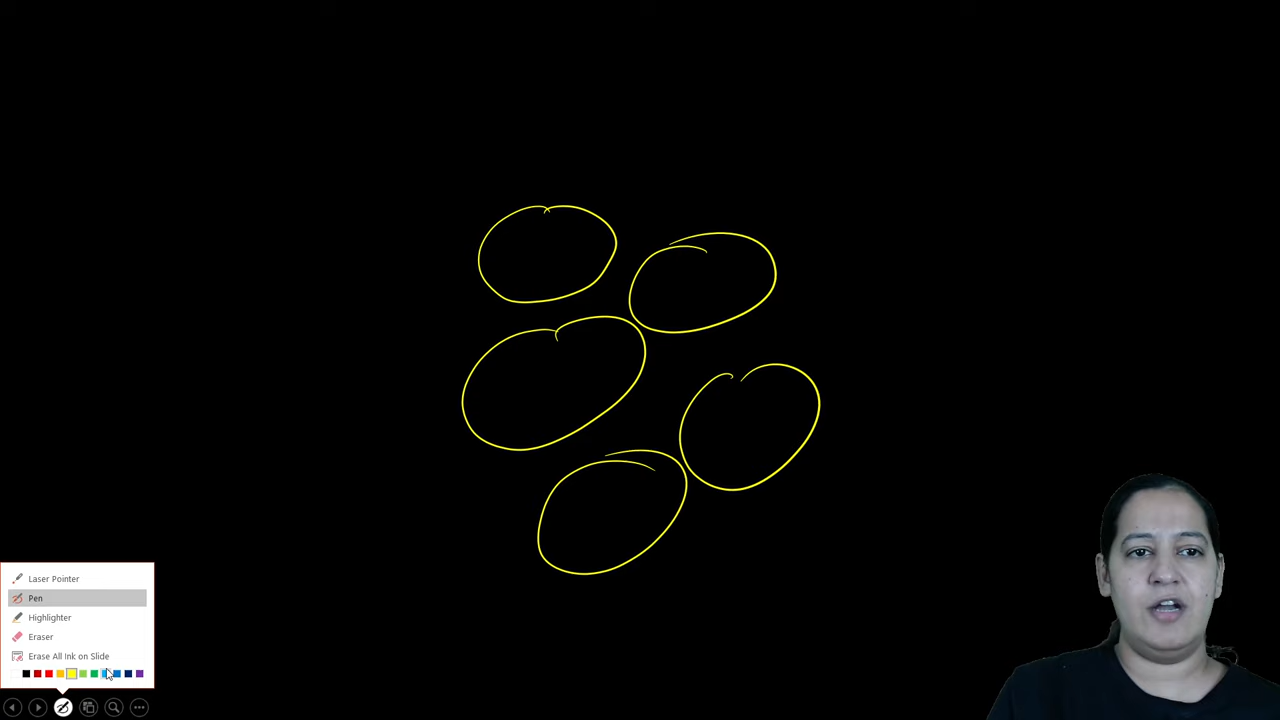 Laser Pointer
Pen
Highlighter
Eraser
Erase All Ink on Slide